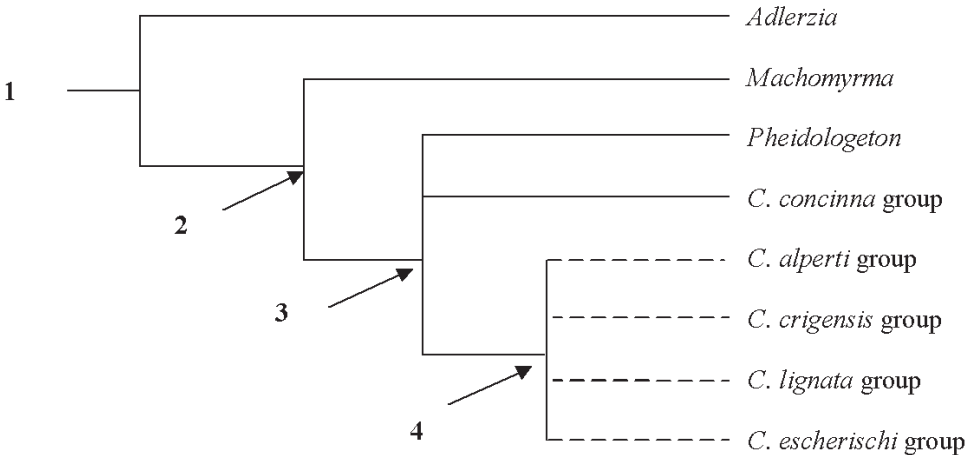 Adlerzia
1
Machomyrma
Pheidologeton
C. concinna group
2
C. alperti group
3
C. crigensis group
C. lignata group
4
C. escherischi group